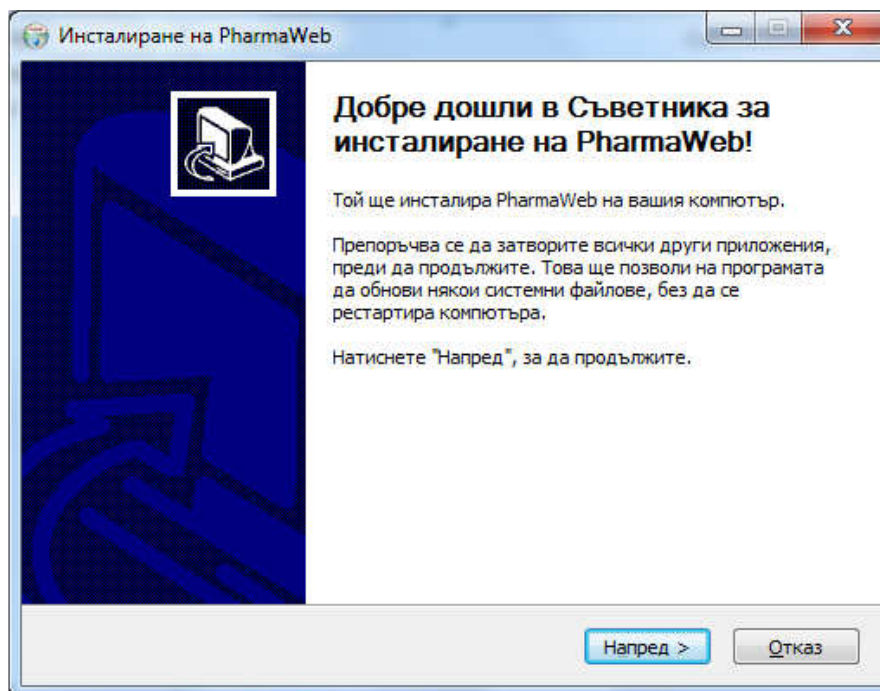 Инсталиране на PharmaWeb
Добре дошли в Съветника за
инсталиране на PharmaWeb!
Той ще инсталира PharmaWeb на вашия компютър.
Препоръчва се да затворите всички други приложения,
преди да продължите. Това ще позволи на програмата
да обнови някои системни файлове, без да се
рестартира компютъра.
Натиснете "Напред", за да продължите.
Напред >
Отказ